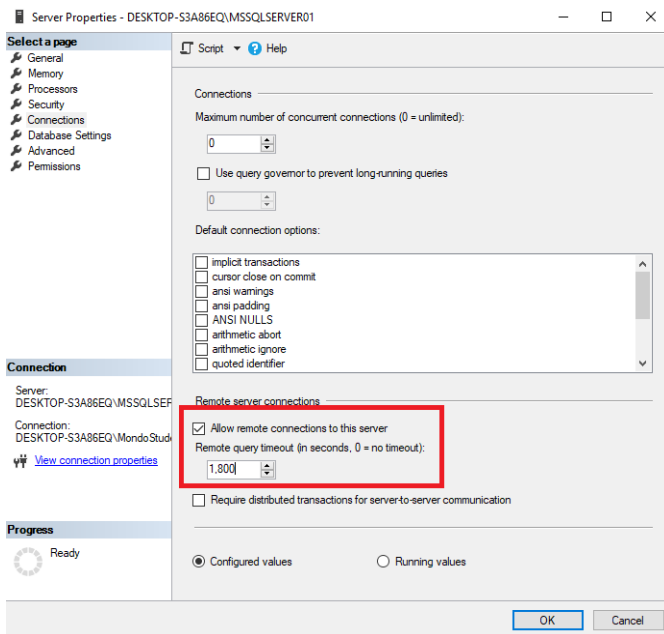 Server Properties - DESKTOP-S3A86EQ\MSSQLSERVER01
Select a page
General
Memory
Processors
Security
Connections
Database Settings
Advanced
Permissions
Script
Help
Connections
Maximum number of concurrent connections (0 = unlimited):
0
Use query governor to prevent long-running queries
0
Default connection options:
implicit transactions
cursor close on commit
ansi warnings
ansi padding
ANSI NULLS
arithmetic abort
arithmetic ignore
quoted identifier
Connection
Server:
DESKTOP-S3A86EQ\MSSQLSEF
Connection:
DESKTOP-S3A86EQ\MondoStud
View connection properties
Remote server connections
Allow remote connections to this server
Remote query timeout (in seconds, 0 = no timeout):
1,800
Require distributed transactions for server-to-server communication
Progress
Ready
Configured values
Running values
OK
Cancel